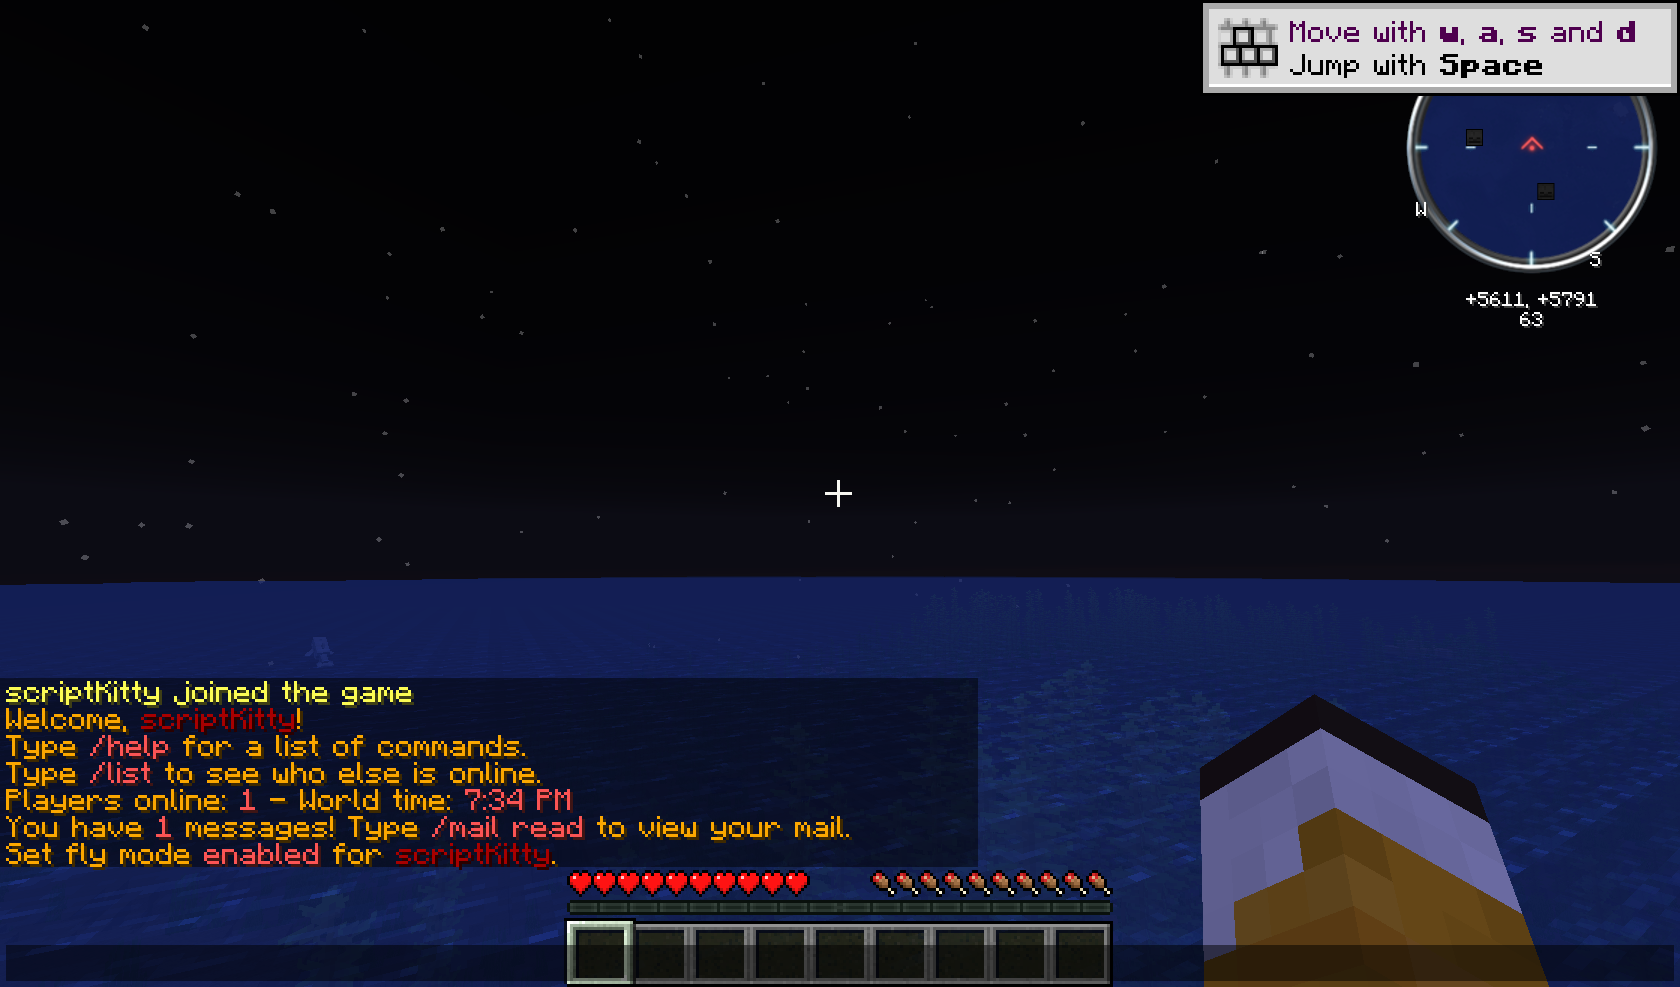 Move with w, a, s and d
Jump with Space
W
S
+5611, +5791
63
scriptKitty joined the game
Welcome, scriptKitty!
Type /help for a list of commands.
Type /list to see who else is online.
Players online: 1 - World time: 7:34 PM
You have 1 messages! Type /mail read to view your mail.
Set fly mode enabled for scriptKitty.